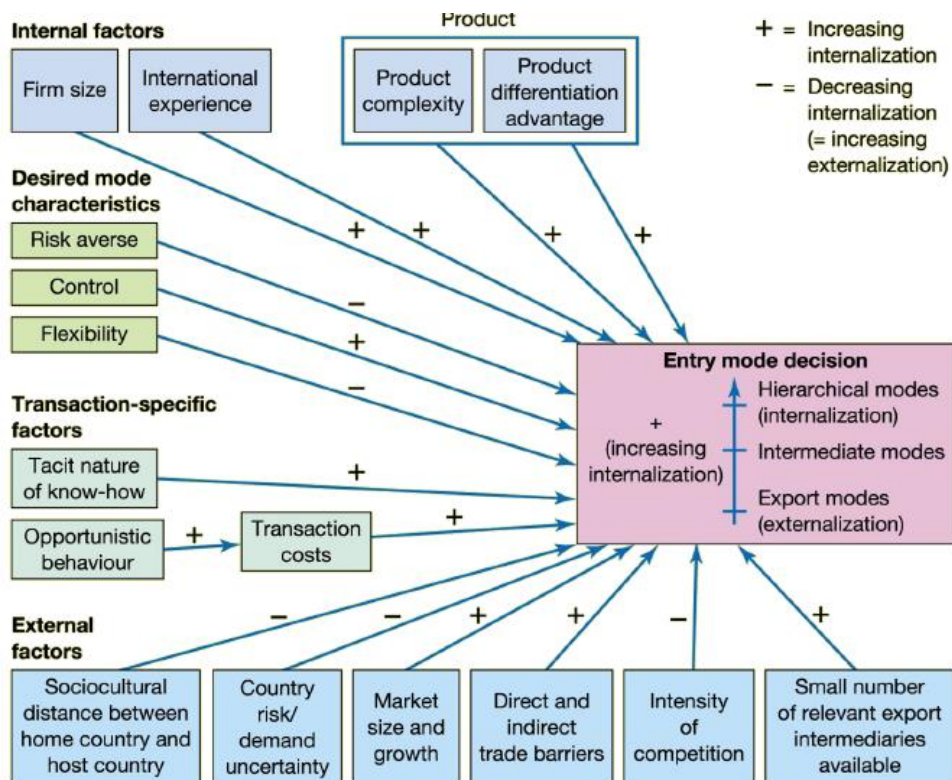 Product
Internal factors
Firm size
International
experience
Product
complexity
Product
differentiation
advantage
+ = Increasing
internalization
− = Decreasing
internalization
(= increasing
externalization)
Desired mode
characteristics
Risk averse
Control
Flexibility
+
+
+
+
−
+
−
Entry mode decision
+
(increasing
internalization)
Hierarchical modes
(internalization)
Intermediate modes
Export modes
(externalization)
Transaction-specific
factors
Tacit nature
of know-how
+
Opportunistic
behaviour
+
Transaction
costs
+
External
factors
−
−
+
+
−
+
Sociocultural
distance between
home country and
host country
Country
risk/
demand
uncertainty
Market
size and
growth
Direct and
indirect
trade barriers
Intensity
of
competition
Small number
of relevant export
intermediaries
available